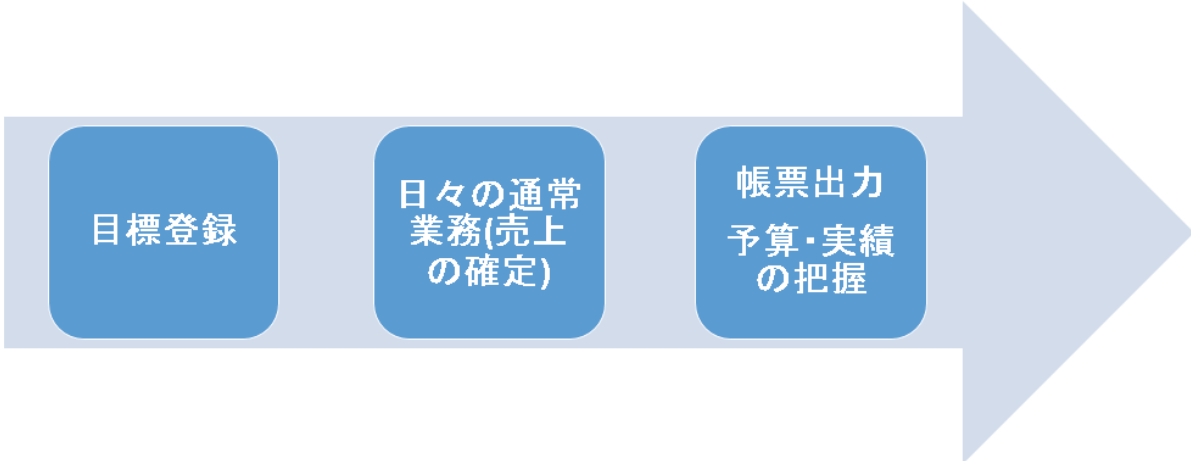 目標登録
日々の通常
業務(売上
の確定)
帳票出力
予算・実績
の把握